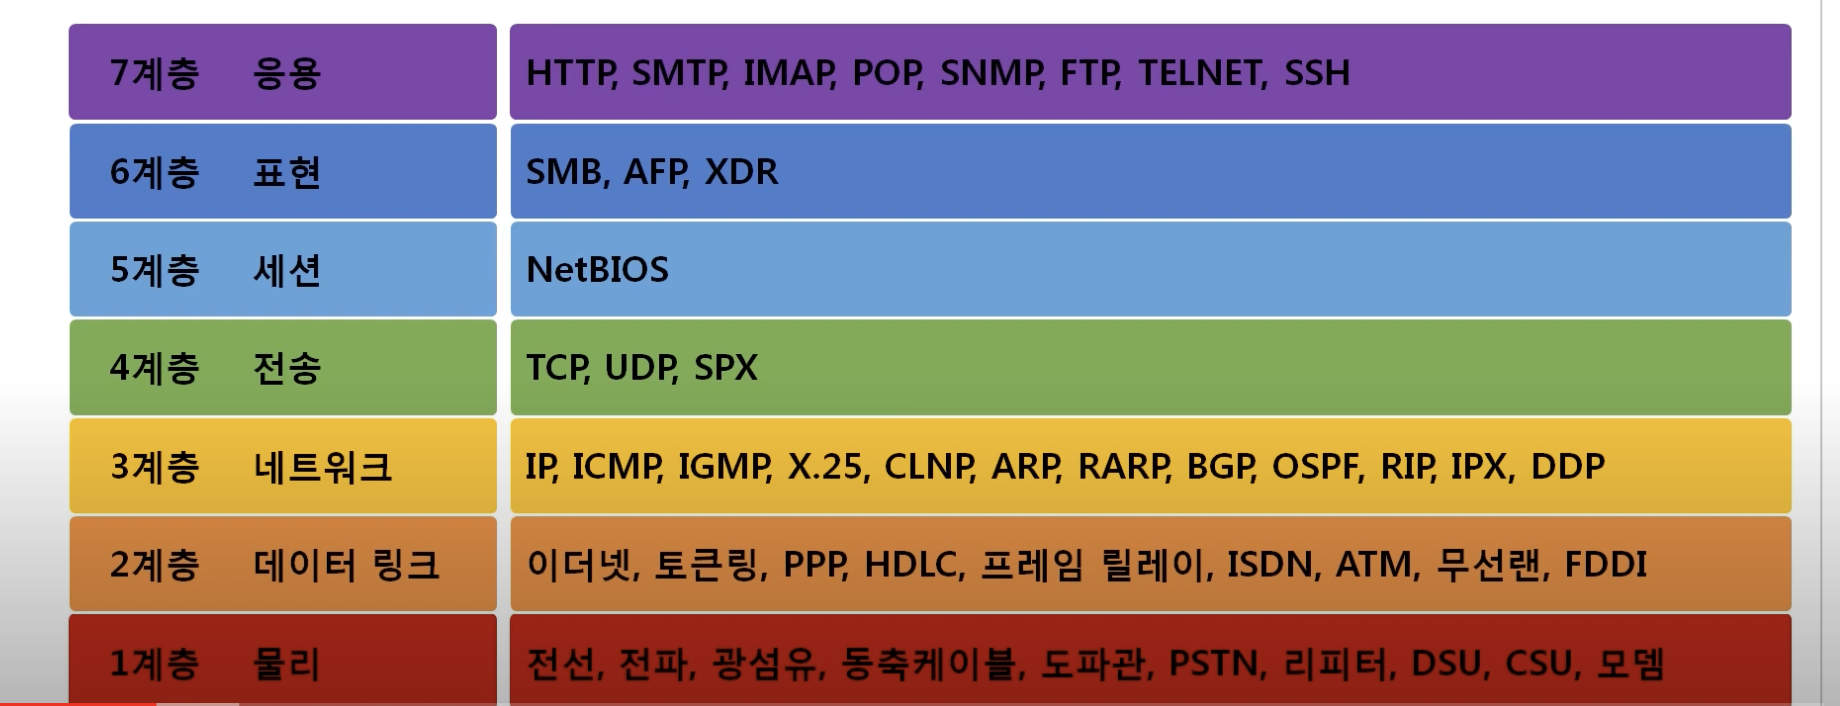 7계층 응용 HTTP, SMTP, IMAP, POP, SNMP, FTP, TELNET, SSH
6계층 표현 SMB, AFP, XDR
5계층 세션 NetBIOS
4계층 전송 TCP, UDP, SPX
3계층 네트워크 IP, ICMP, IGMP, X.25, CLNP, ARP, RARP, BGP, OSPF, RIP, IPX, DDP
2계층 데이터 링크 이더넷, 토큰링, PPP, HDLC, 프레임 릴레이, ISDN, ATM, 무선랜, FDDI
1계층 물리 전선, 전파, 광섬유, 동축케이블, 도파관, PSTN, 리피터, DSU, CSU, 모뎀